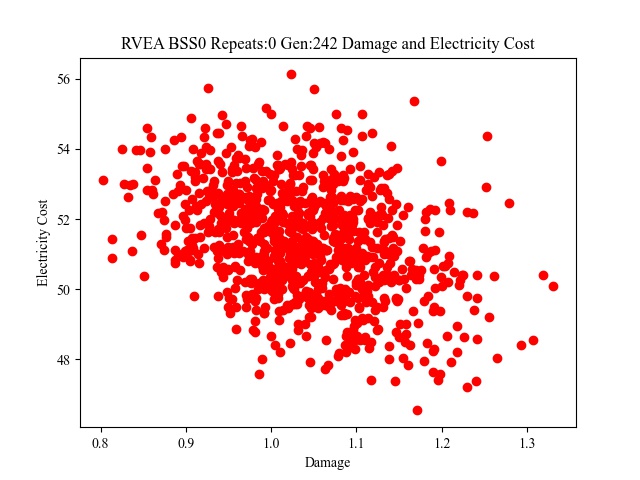 RVEA BSS0 Repeats:0 Gen:242 Damage and Electricity Cost
56
54
52
50
48
Electricity Cost
0.8 0.9 1.0 1.1 1.2 1.3
Damage